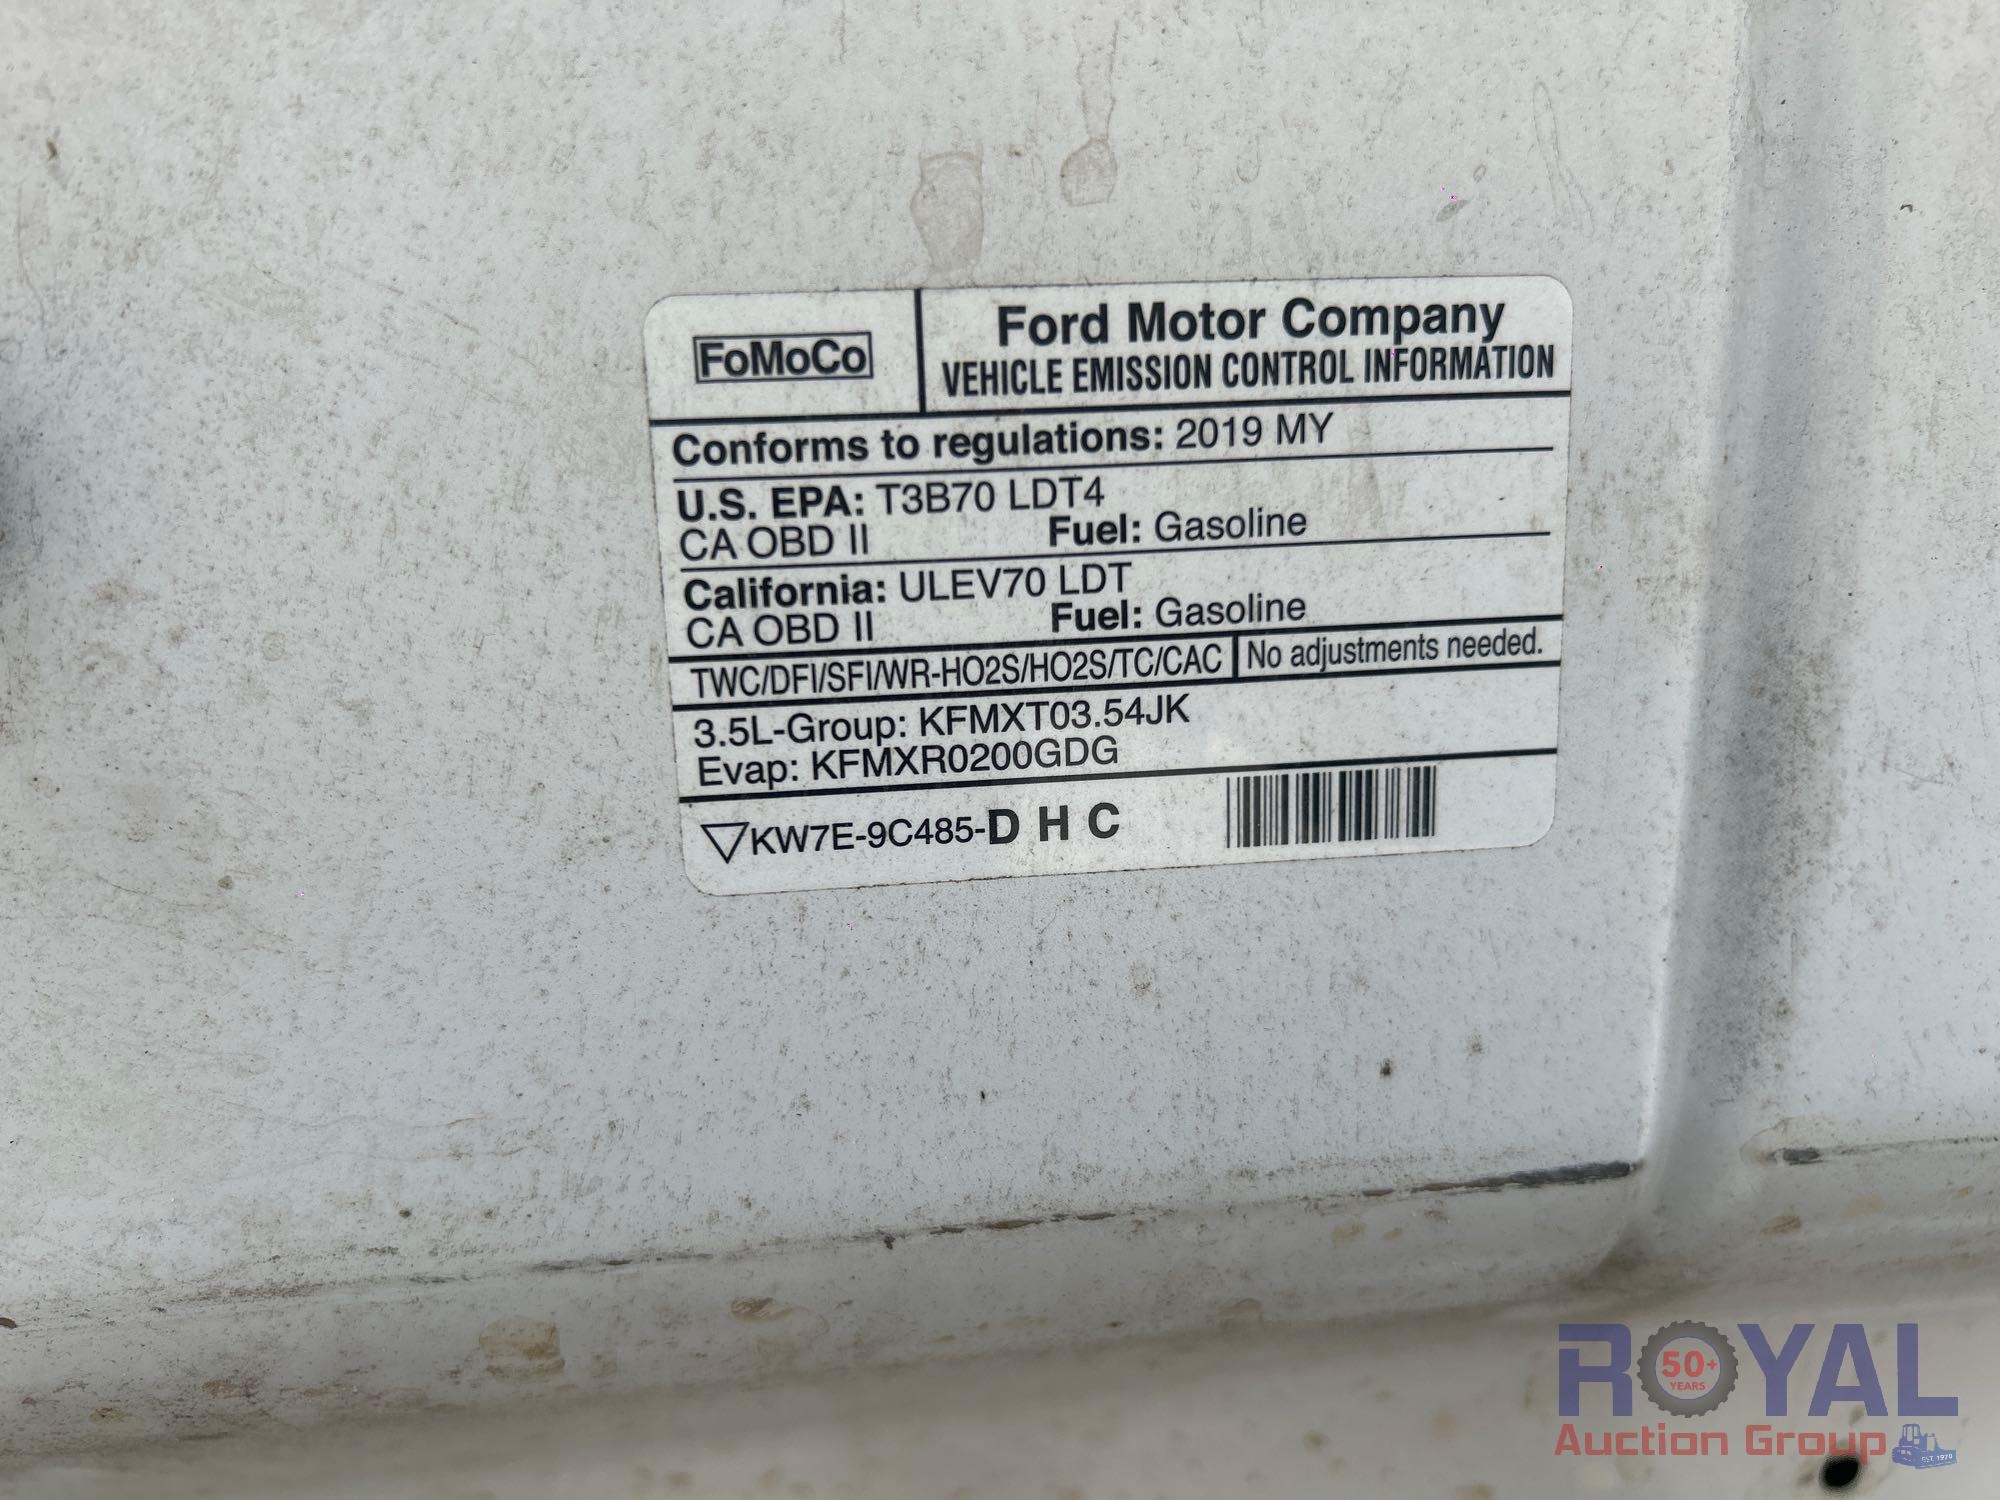 FoMoCo
Ford Motor Company
VEHICLE EMISSION CONTROL INFORMATION
Conforms to regulations: 2019 MY
U.S. EPA: T3B70 LDT4
CA OBD II Fuel: Gasoline
California: ULEV70 LDT
CA OBD II Fuel: Gasoline
TWC/DFI/SFI/WR-HO2S/HO2S/TC/CAC No adjustments needed.
3.5L-Group: KFMXT03.54JK
Evap: KFMXR0200GDG
KW7E-9C485-D H C
ROYAL
50+
YEARS
Auction Group
EST. 1970